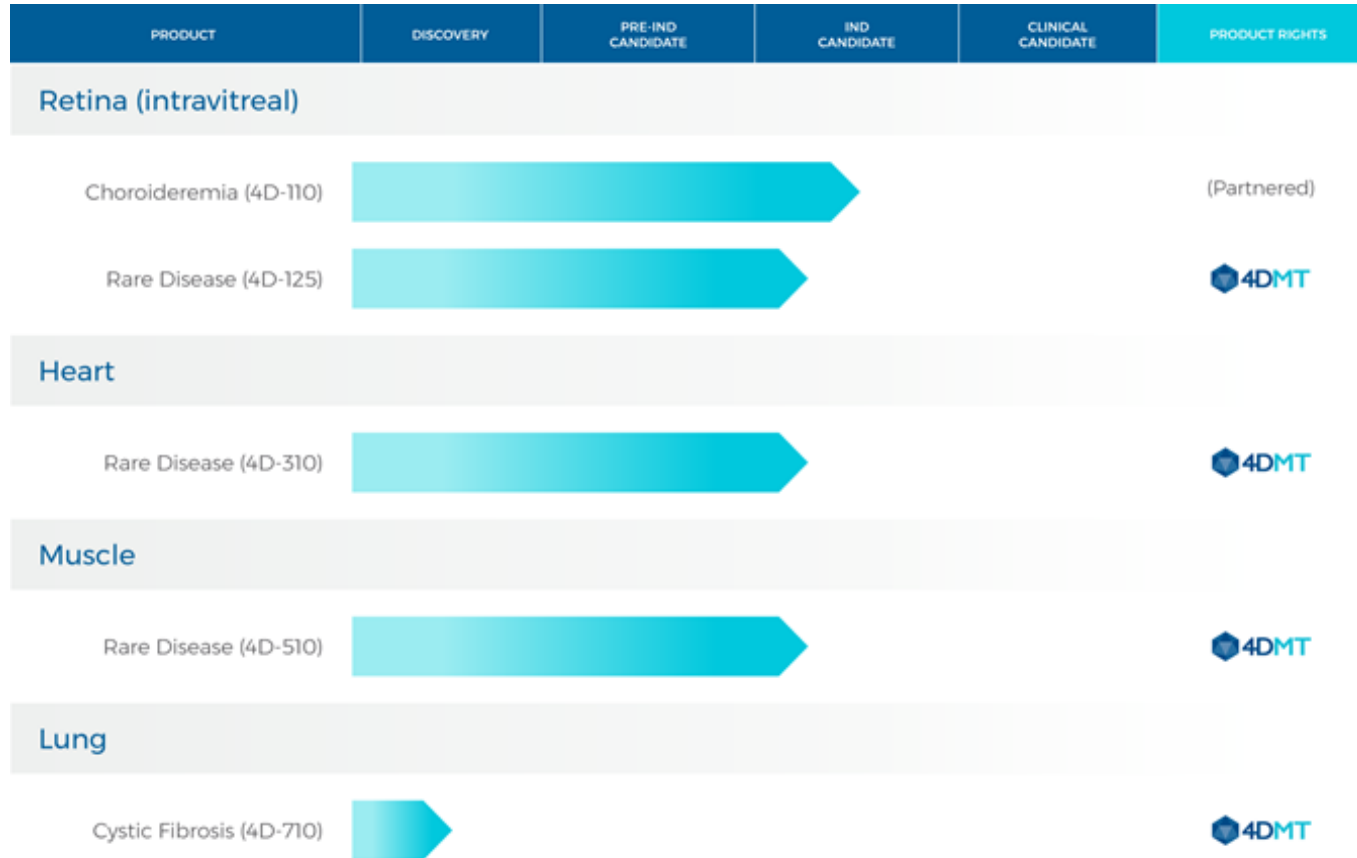 PRODUCT
DISCOVERY
PRE-IND
CANDIDATE
IND
CANDIDATE
CLINICAL
CANDIDATE
PRODUCT RIGHTS
Retina (intravitreal)
Choroideremia (4D-110)
(Partnered)
Rare Disease (4D-125)
4DMT
Heart
Rare Disease (4D-310)
4DMT
Muscle
Rare Disease (4D-510)
4DMT
Lung
Cystic Fibrosis (4D-710)
4DMT